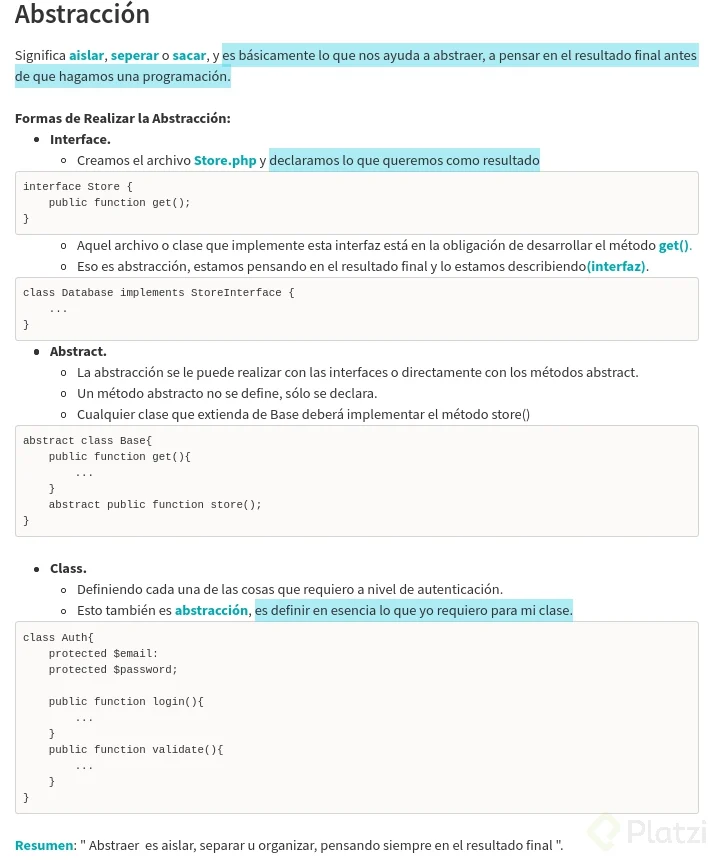 Abstracción
Significa aislar, seperar o sacar, y es básicamente lo que nos ayuda a abstraer, a pensar en el resultado final antes
de que hagamos una programación.
Formas de Realizar la Abstracción:
• Interface.
○ Creamos el archivo Store.php y declaramos lo que queremos como resultado
interface Store {
    public function get();
}
○ Aquel archivo o clase que implemente esta interfaz está en la obligación de desarrollar el método get().
○ Eso es abstracción, estamos pensando en el resultado final y lo estamos describiendo(interfaz).
class Database implements StoreInterface {
    ...
}
• Abstract.
○ La abstracción se le puede realizar con las interfaces o directamente con los métodos abstract.
○ Un método abstracto no se define, sólo se declara.
○ Cualquier clase que extienda de Base deberá implementar el método store()
abstract class Base{
    public function get(){
        ...
    }
    abstract public function store();
}
• Class.
○ Definiendo cada una de las cosas que requiero a nivel de autenticación.
○ Esto también es abstracción, es definir en esencia lo que yo requiero para mi clase.
class Auth{
    protected $email:
    protected $password;
    public function login(){
        ...
    }
    public function validate(){
        ...
    }
}
Resumen: " Abstraer  es aislar, separar u organizar, pensando siempre en el resultado final ".
Platzi